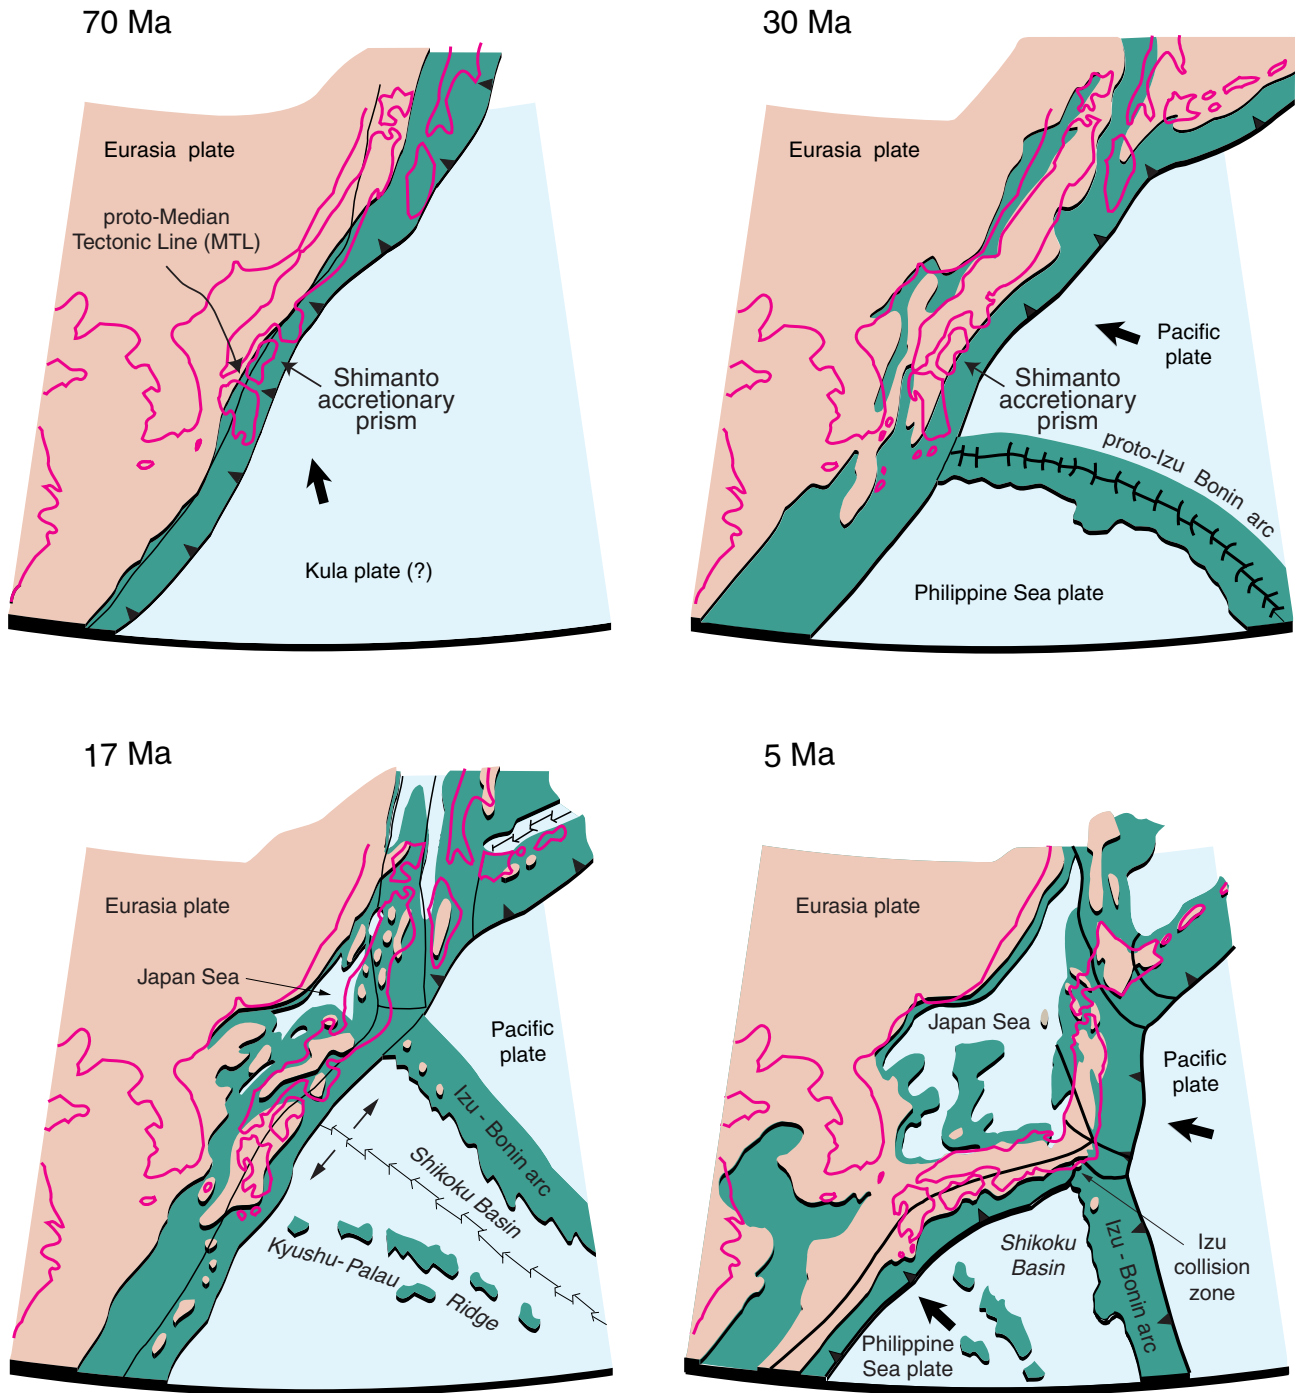 70 Ma
Eurasia plate
proto-Median
Tectonic Line (MTL)
Shimanto
accretionary
prism
Kula plate (?)
30 Ma
Eurasia plate
Pacific
plate
Shimanto
accretionary
prism
proto-Izu Bonin arc
Philippine Sea plate
17 Ma
Eurasia plate
Japan Sea
Pacific
plate
Izu - Bonin arc
Shikoku Basin
Kyushu-Palau
Ridge
5 Ma
Eurasia plate
Japan Sea
Pacific
plate
Shikoku
Basin
Izu - Bonin arc
Izu
collision
zone
Philippine
Sea plate